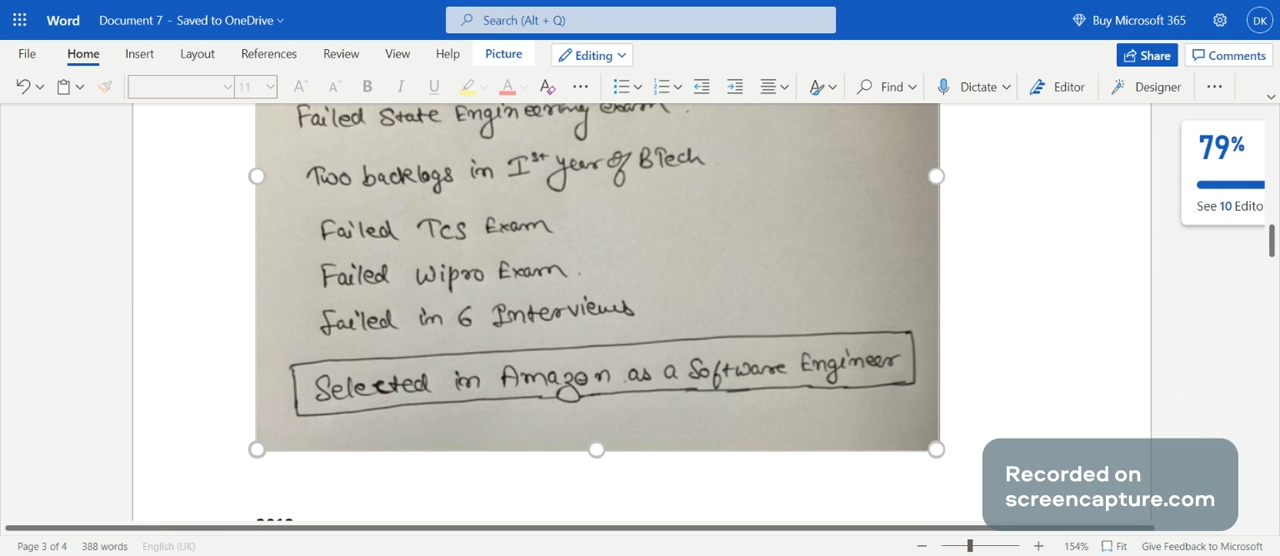 Word Document 7 - Saved to OneDrive Search (Alt + Q) Buy Microsoft 365 DK
File Home Insert Layout References Review View Help Picture Editing Share Comments
11 A A B I U A A Find Dictate Editor Designer
Failed State Engineering exam.
Two backlogs in Ist year of BTech
Failed TCS Exam
Failed Wipro Exam.
Failed in 6 Interviews
Selected in Amazon as a Software Engineer
79%
See 10 Edito
Recorded on
screencapture.com
Page 3 of 4 388 words English (UK) 154% Fit Give Feedback to Microsoft